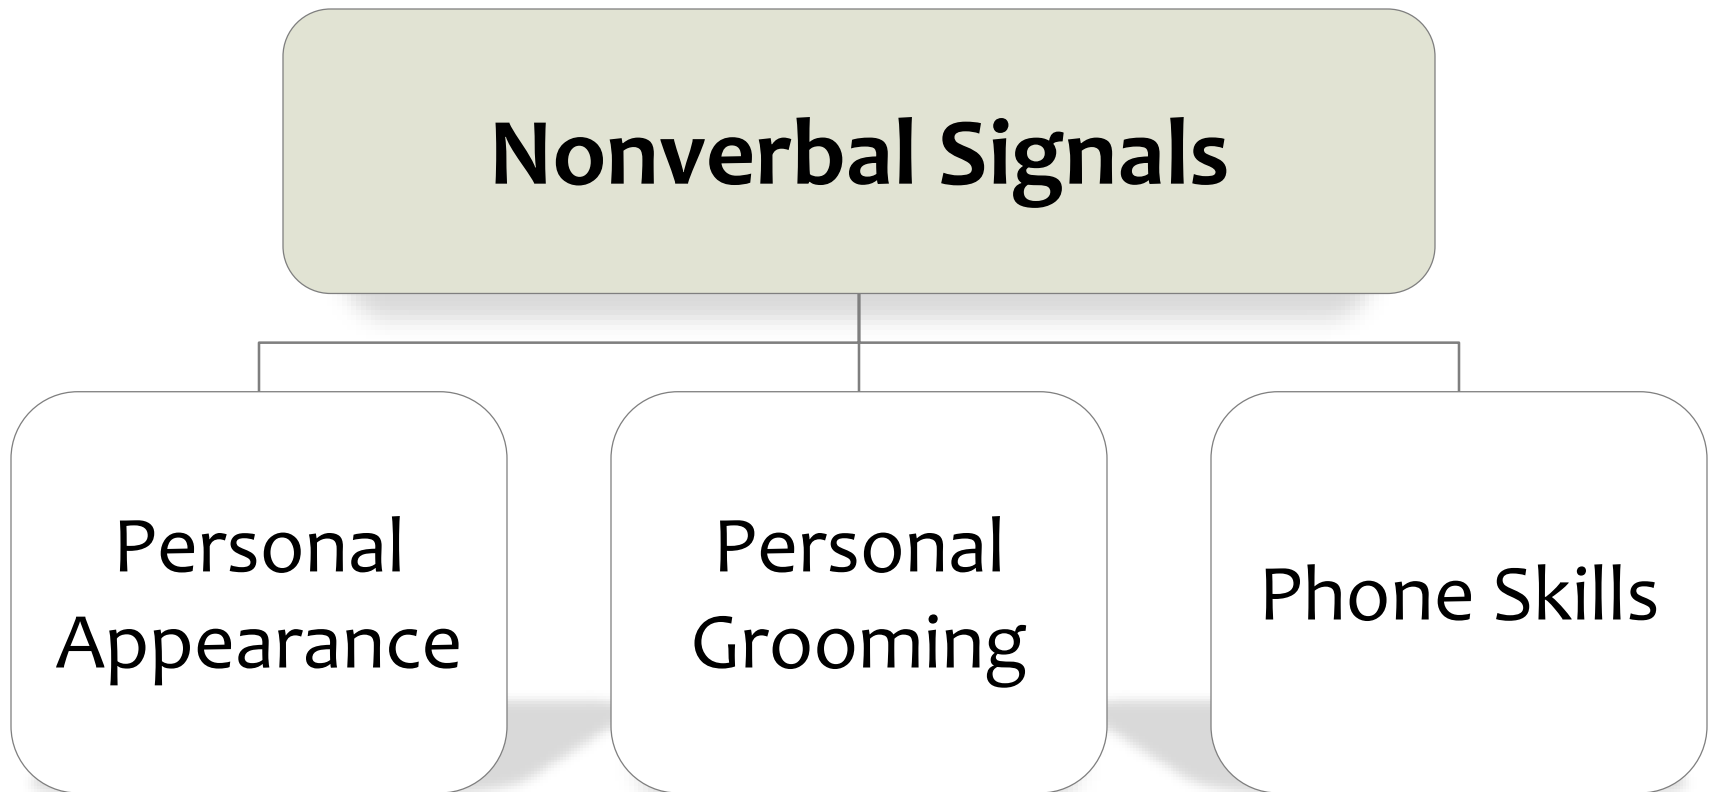 Nonverbal Signals
Personal
Appearance
Personal
Grooming
Phone Skills